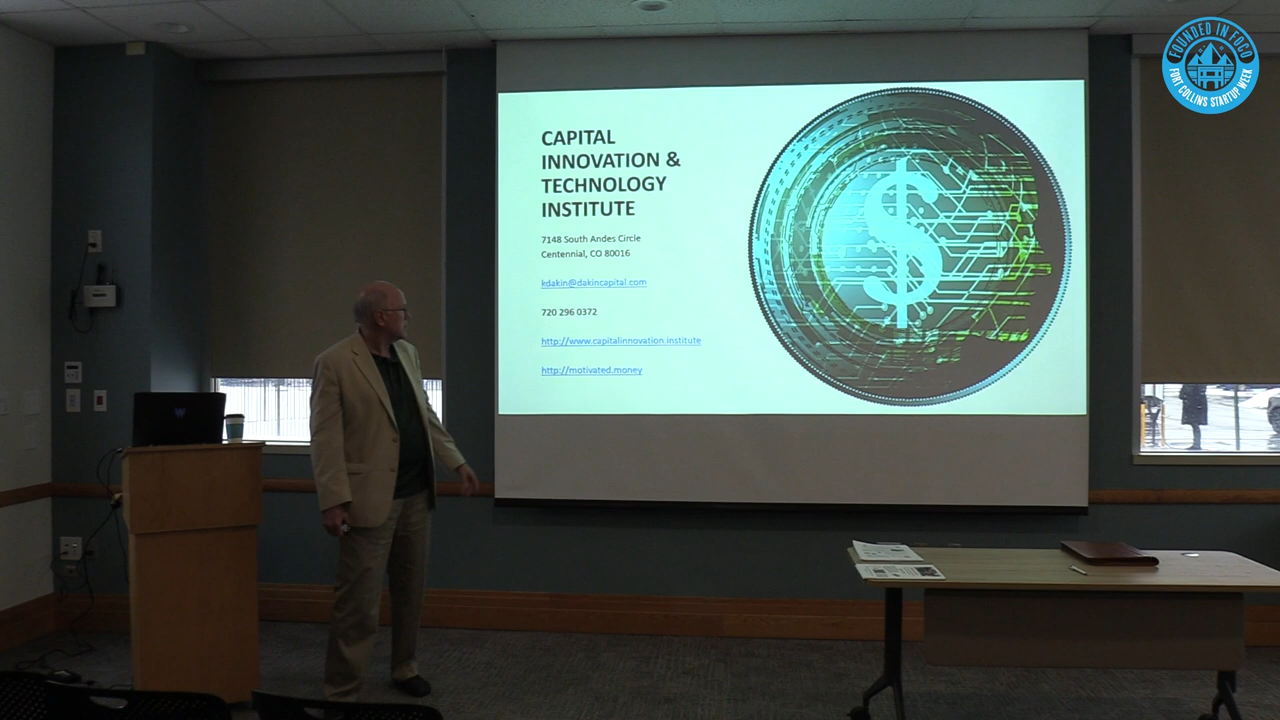 CAPITAL
INNOVATION &
TECHNOLOGY
INSTITUTE
7148 South Andes Circle
Centennial, CO 80016
kdakin@dakincapital.com
720 296 0372
http://www.capitalinnovation.institute
http://motivated.money
FOUNDED IN FOCO
FORT COLLINS STARTUP WEEK
W